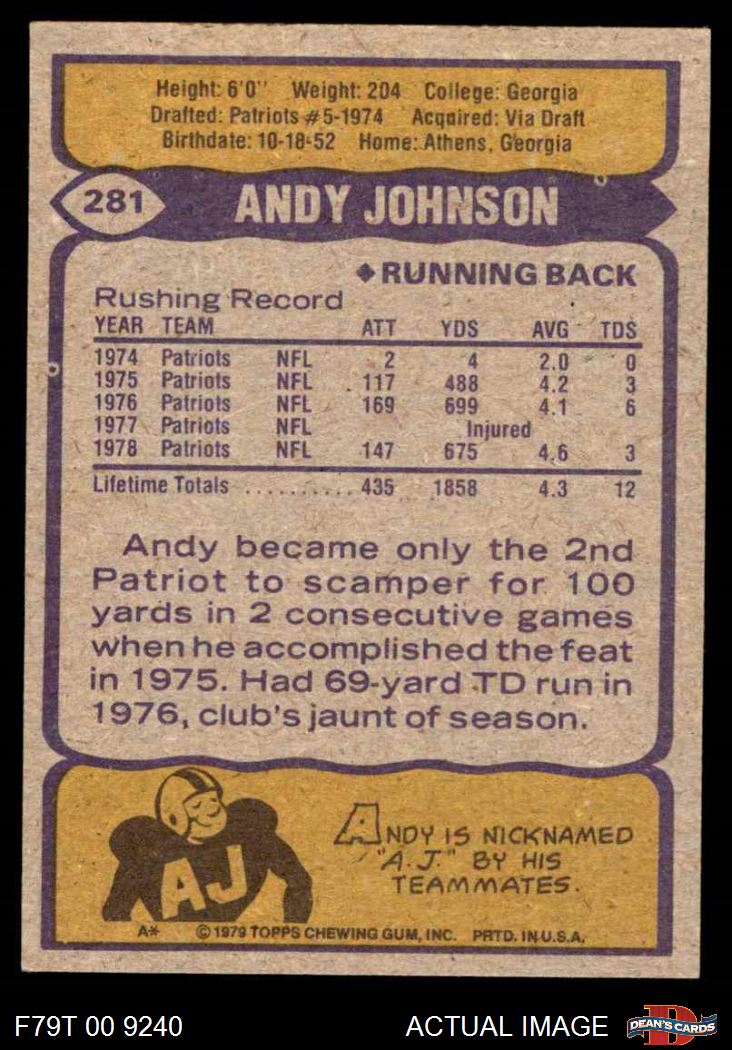 Height: 6'0" Weight: 204 College: Georgia
Drafted: Patriots #5-1974 Acquired: Via Draft
Birthdate: 10-18-52 Home: Athens, Georgia
281 ANDY JOHNSON
◆RUNNING BACK
Rushing Record
YEAR TEAM ATT YDS AVG TDS
1974 Patriots NFL 2 4 2.0 0
1975 Patriots NFL 117 488 4.2 3
1976 Patriots NFL 169 699 4.1 6
1977 Patriots NFL Injured
1978 Patriots NFL 147 675 4.6 3
Lifetime Totals .......... 435 1858 4.3 12
Andy became only the 2nd
Patriot to scamper for 100
yards in 2 consecutive games
when he accomplished the feat
in 1975. Had 69-yard TD run in
1976, club's jaunt of season.
AJ
ANDY IS NICKNAMED
"A.J." BY HIS
TEAMMATES.
A* © 1979 TOPPS CHEWING GUM, INC. PRTD. IN U.S.A.
F79T 00 9240 ACTUAL IMAGE D DEAN'S CARDS